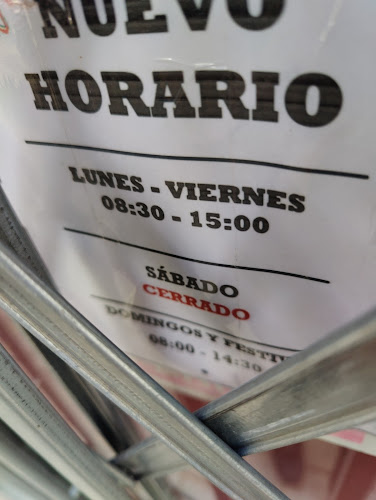 NUEVO
HORARIO
LUNES - VIERNES
08:30 - 15:00
SÁBADO
CERRADO
DOMINGOS Y
08:00 - 14:30